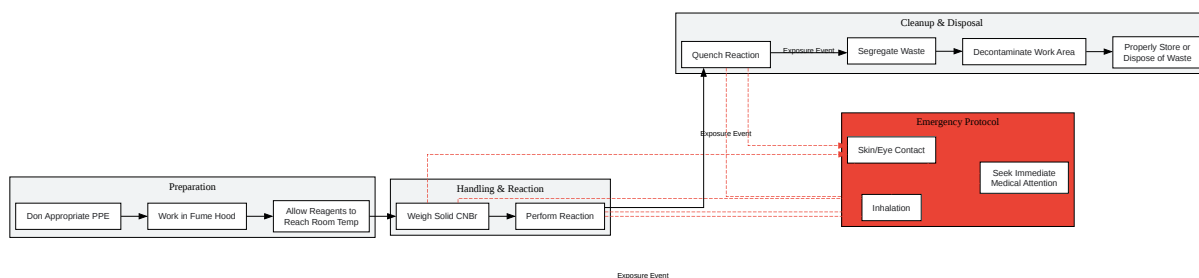 Cleanup & Disposal
Quench Reaction
Exposure Event
Segregate Waste
Decontaminate Work Area
Properly Store or
Dispose of Waste
Exposure Event
Emergency Protocol
Skin/Eye Contact
Seek Immediate
Medical Attention
Inhalation
Preparation
Don Appropriate PPE
Work in Fume Hood
Allow Reagents to
Reach Room Temp
Handling & Reaction
Weigh Solid CNBr
Perform Reaction
Exposure Event